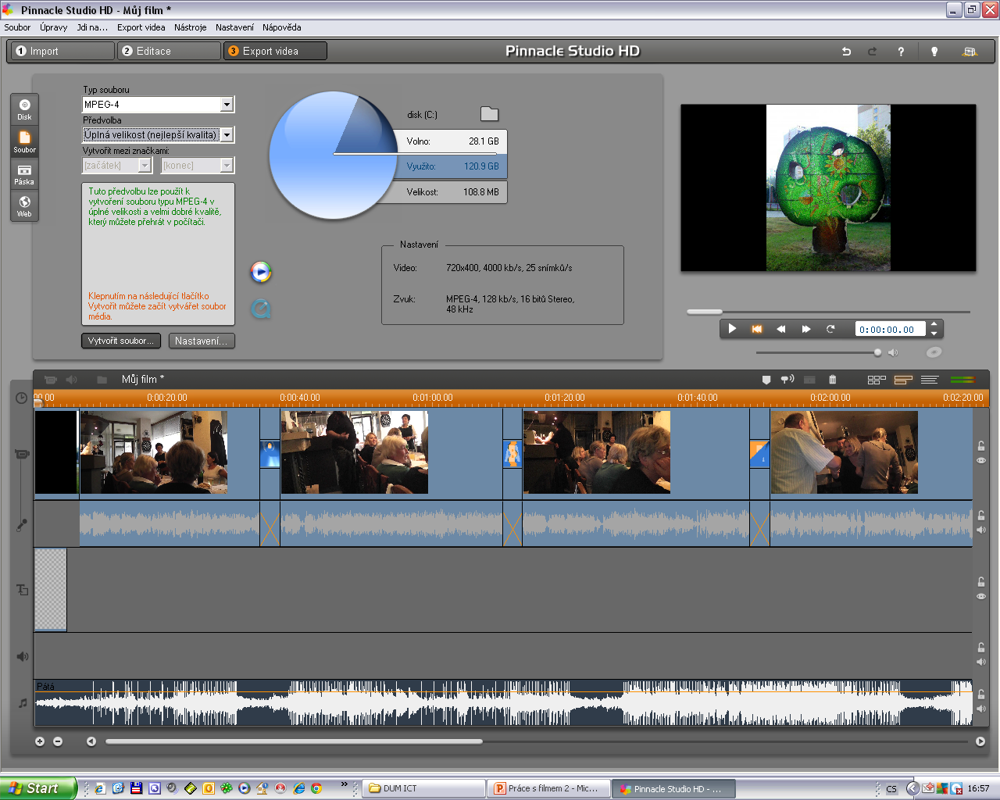 Pinnacle Studio HD - Můj film *
Soubor Úpravy Jdi na... Export videa Nástroje Nastavení Nápověda
1 Import 2 Editace 3 Export videa
Pinnacle Studio HD
?
Disk
Soubor
Páska
Web
Typ souboru
MPEG-4
Předvolba
Úplná velikost (nejlepší kvalita)
Vytvořit mezi značkami:
[začátek] [konec]
Tuto předvolbu lze použít k
vytvoření souboru typu MPEG-4 v
úplné velikosti a velmi dobré kvalitě,
který můžete přehrát v počítači.
Klepnutím na následující tlačítko
Vytvořit můžete začít vytvářet soubor
média.
Vytvořit soubor... Nastavení...
disk (C:)
Volno: 28.1 GB
Využito: 120.9 GB
Velikost: 108.8 MB
Nastavení
Video: 720x400, 4000 kb/s, 25 snímků/s
Zvuk: MPEG-4, 128 kb/s, 16 bitů Stereo,
48 kHz
0:00:00.00
Můj film *
00.00 0:00:20.00 0:00:40.00 0:01:00.00 0:01:20.00 0:01:40.00 0:02:00.00 0:02:20.00
Pátá
Start DUM ICT Práce s filmem 2 - Mic... Pinnacle Studio HD - ... CS 16:57